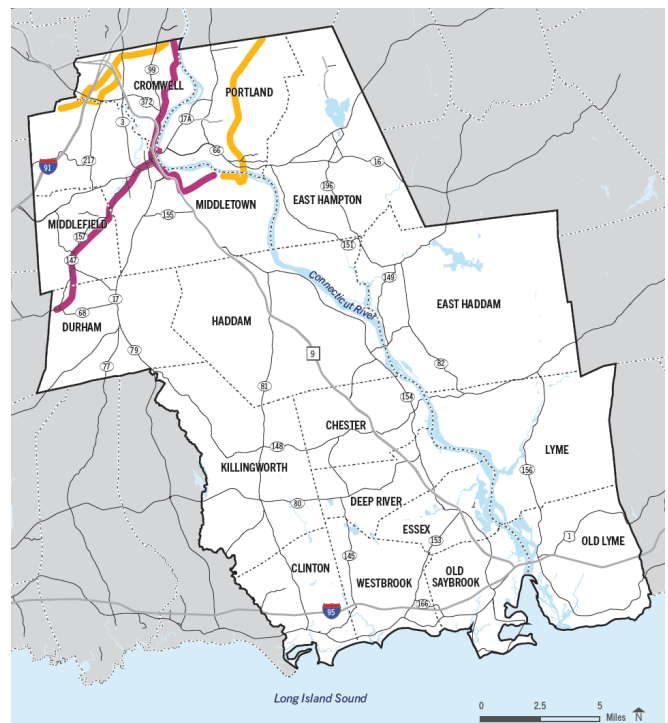 99
CROMWELL
372
PORTLAND
3
17A
66
91
217
16
196
MIDDLETOWN
EAST HAMPTON
155
MIDDLEFIELD
157
151
147
149
Connecticut River
EAST HADDAM
17
68
HADDAM
DURHAM
9
79
77
82
81
154
CHESTER
148
LYME
KILLINGWORTH
156
80
DEEP RIVER
ESSEX
1
153
OLD LYME
145
CLINTON
WESTBROOK
OLD
SAYBROOK
166
95
Long Island Sound
0 2.5 5
Miles N